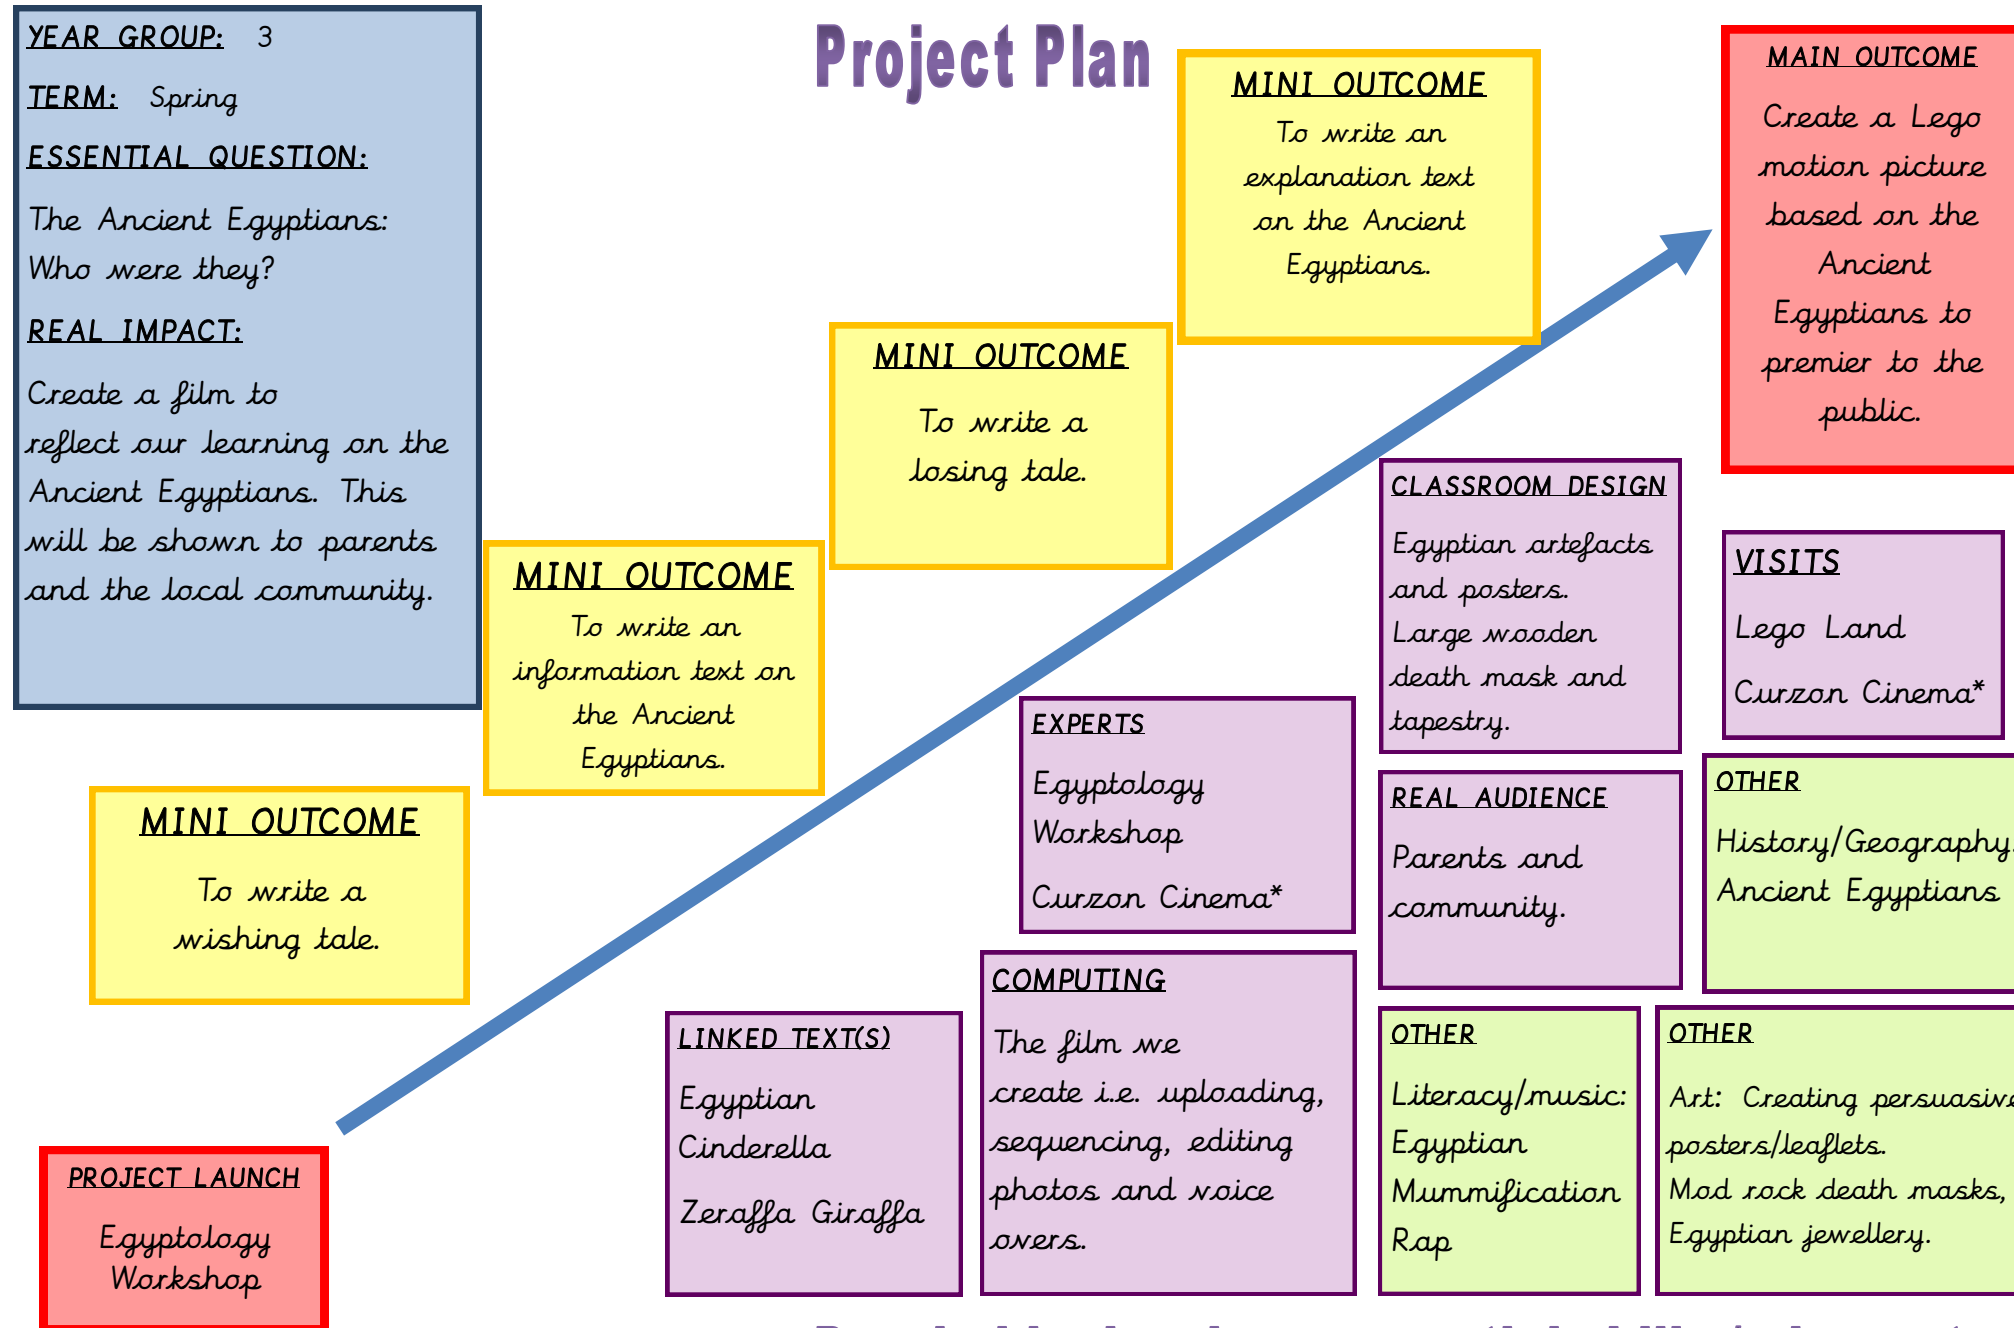 Project Plan
YEAR GROUP: 3
TERM: Spring
ESSENTIAL QUESTION:
The Ancient Egyptians:
Who were they?
REAL IMPACT:
Create a film to
reflect our learning on the
Ancient Egyptians. This
will be shown to parents
and the local community.
MINI OUTCOME
To write an
explanation text
on the Ancient
Egyptians.
MAIN OUTCOME
Create a Lego
motion picture
based on the
Ancient
Egyptians to
premier to the
public.
MINI OUTCOME
To write a
losing tale.
MINI OUTCOME
To write an
information text on
the Ancient
Egyptians.
MINI OUTCOME
To write a
wishing tale.
PROJECT LAUNCH
Egyptology
Workshop
CLASSROOM DESIGN
Egyptian artefacts
and posters.
Large wooden
death mask and
tapestry.
VISITS
Lego Land
Curzon Cinema*
EXPERTS
Egyptology
Workshop
Curzon Cinema*
REAL AUDIENCE
Parents and
community.
OTHER
History/Geography:
Ancient Egyptians
LINKED TEXT(S)
Egyptian
Cinderella
Zeraffa Giraffa
COMPUTING
The film we
create i.e. uploading,
sequencing, editing
photos and voice
overs.
OTHER
Literacy/music:
Egyptian
Mummification
Rap
OTHER
Art: Creating persuasive
posters/leaflets.
Mod rock death masks,
Egyptian jewellery.